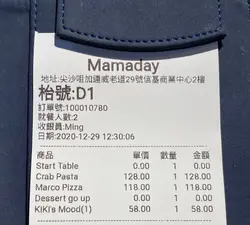 Mamaday
地址:尖沙咀加連威老道29號信基商業中心2樓
枱號:D1
訂單號:100010780
就餐人數:2
收銀員:Ming
日期:2020-12-29 12:30:06
商品 單價 數量 金額
Start Table 0.00 1 0.00
Crab Pasta 128.00 1 128.00
Marco Pizza 118.00 1 118.00
Dessert go up 0.00 1 0.00
KIKI's Mood(1) 58.00 1 58.00